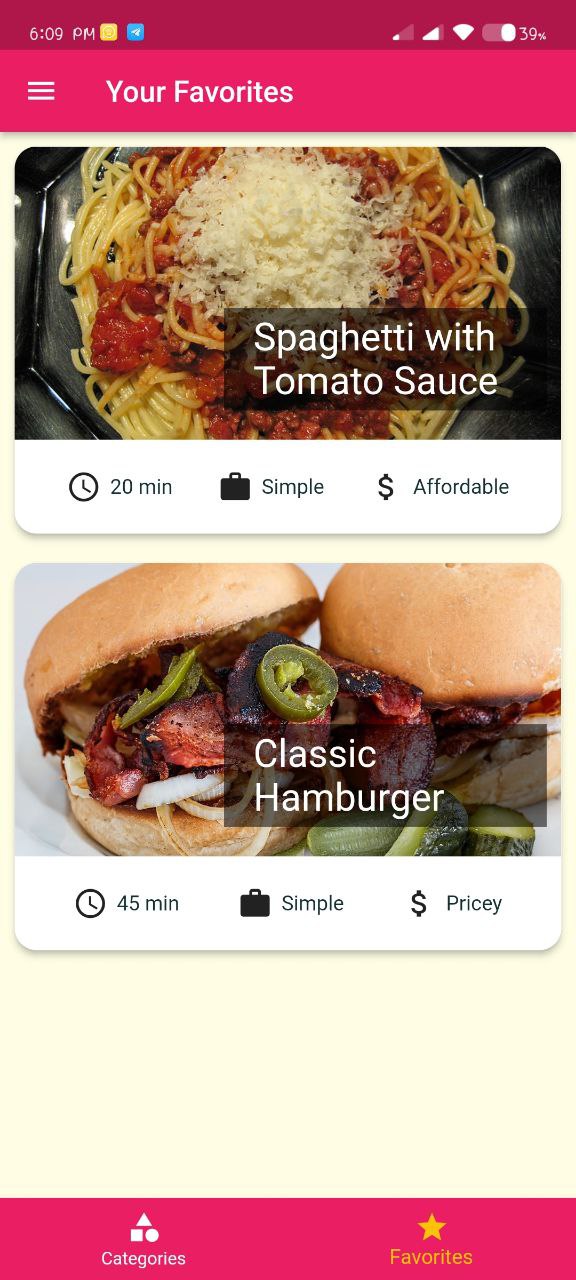 6:09 PM 39%
Your Favorites
Spaghetti with
Tomato Sauce
20 min Simple Affordable
Classic
Hamburger
45 min Simple Pricey
Categories Favorites